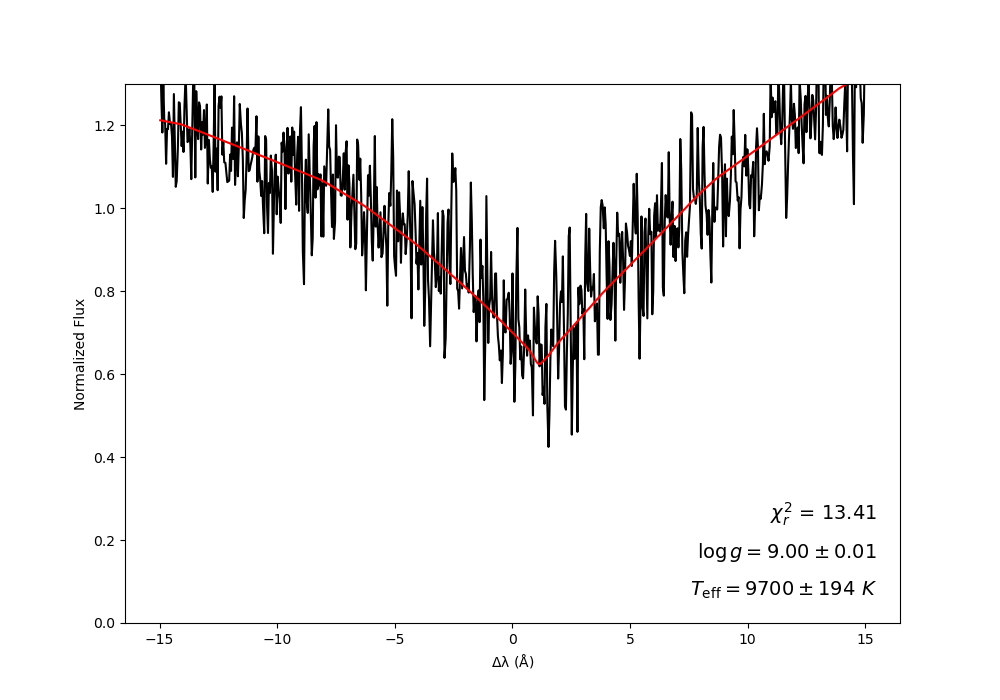 Normalized Flux
1.2
1.0
0.8
0.6
0.4
0.2
0.0
χ²ᵣ = 13.41
log g = 9.00 ± 0.01
T_eff = 9700 ± 194 K
−15
−10
−5
0
5
10
15
Δλ (Å)